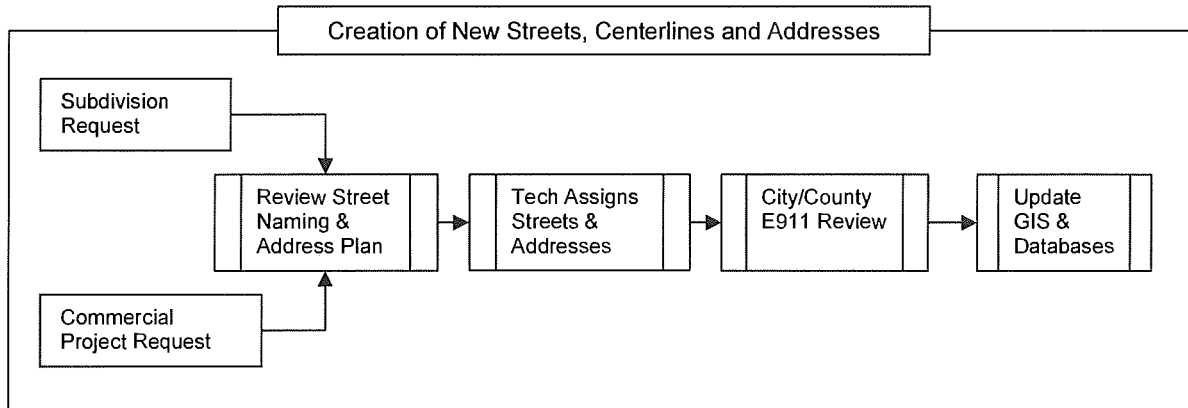 Creation of New Streets, Centerlines and Addresses
Subdivision
Request
Review Street
Naming &
Address Plan
Tech Assigns
Streets &
Addresses
City/County
E911 Review
Update
GIS &
Databases
Commercial
Project Request